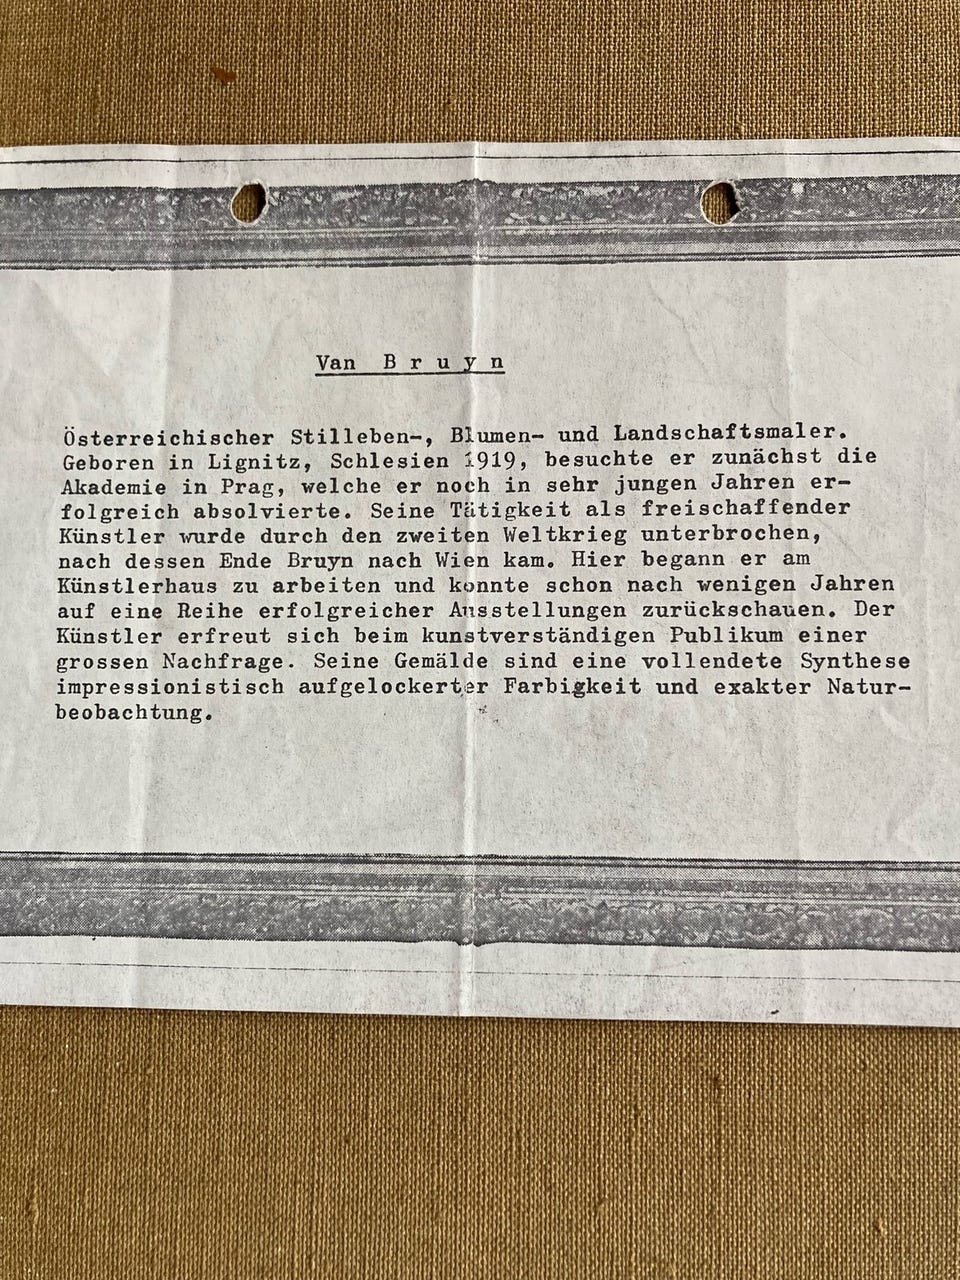 Van B r u y n
Österreichischer Stilleben-, Blumen- und Landschaftsmaler.
Geboren in Lignitz, Schlesien 1919, besuchte er zunächst die
Akademie in Prag, welche er noch in sehr jungen Jahren er-
folgreich absolvierte. Seine Tätigkeit als freischaffender
Künstler wurde durch den zweiten Weltkrieg unterbrochen,
nach dessen Ende Bruyn nach Wien kam. Hier begann er am
Künstlerhaus zu arbeiten und konnte schon nach wenigen Jahren
auf eine Reihe erfolgreicher Ausstellungen zurückschauen. Der
Künstler erfreut sich beim kunstverständigen Publikum einer
grossen Nachfrage. Seine Gemälde sind eine vollendete Synthese
impressionistisch aufgelockerter Farbigkeit und exakter Natur-
beobachtung.